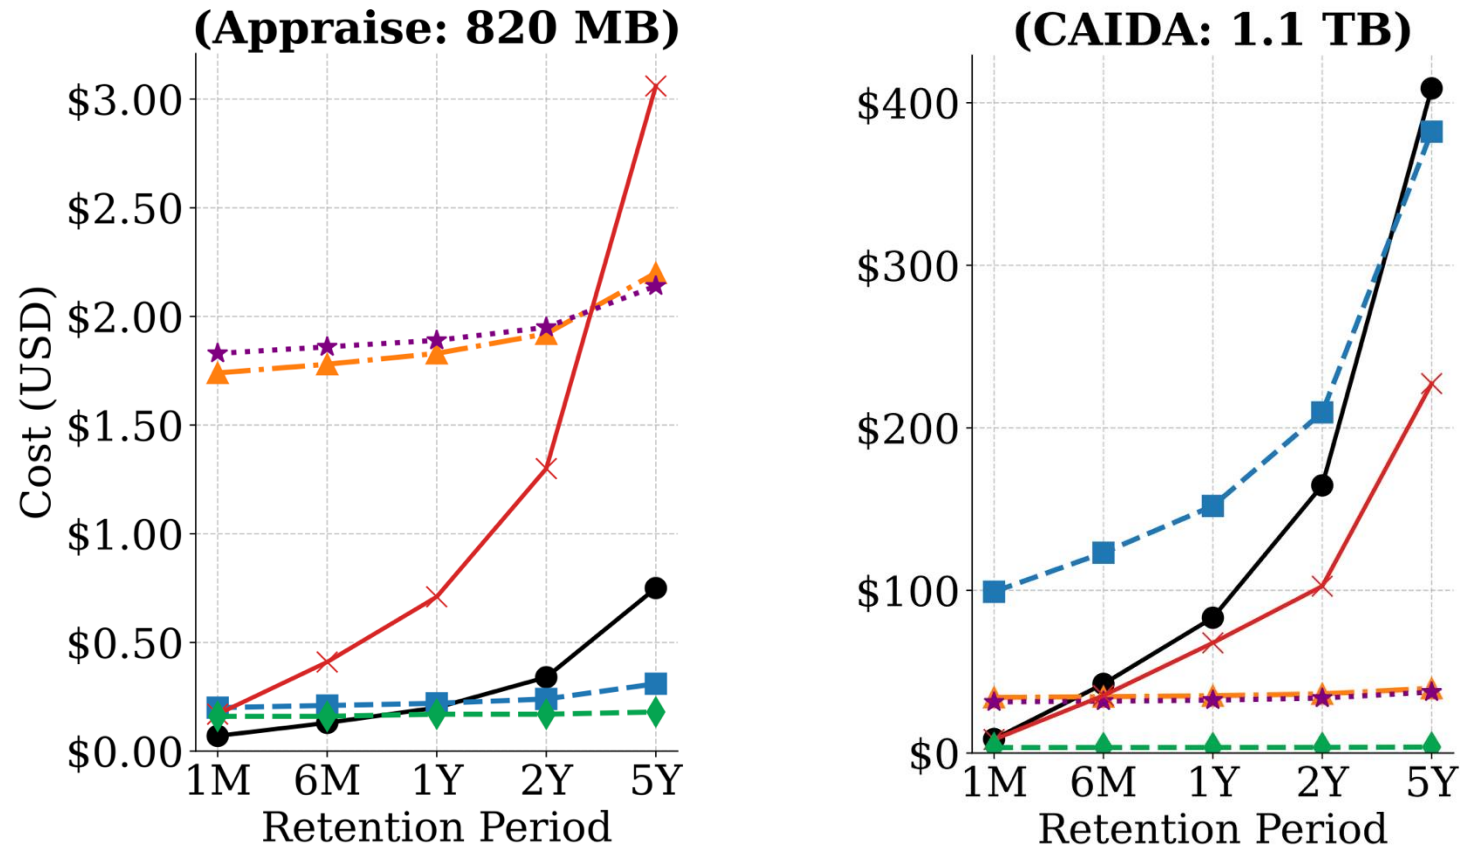 (Appraise: 820 MB)
Cost (USD)
$3.00
$2.50
$2.00
$1.50
$1.00
$0.50
$0.00
1M 6M 1Y 2Y 5Y
Retention Period
(CAIDA: 1.1 TB)
$400
$300
$200
$100
$0
1M 6M 1Y 2Y 5Y
Retention Period